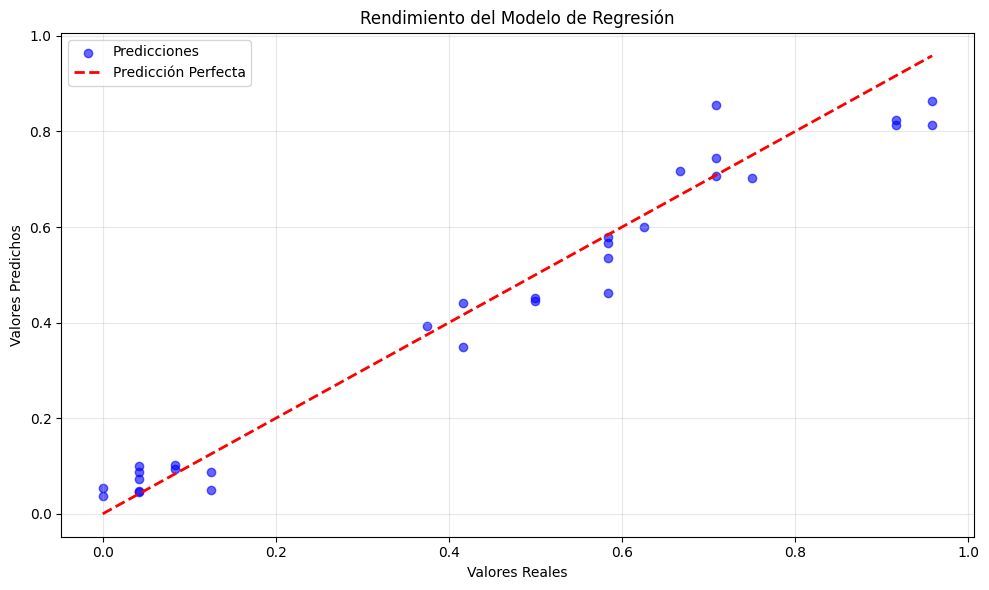 Rendimiento del Modelo de Regresión
Predicciones
Predicción Perfecta
Valores Predichos
1.0
0.8
0.6
0.4
0.2
0.0
0.0 0.2 0.4 0.6 0.8 1.0
Valores Reales